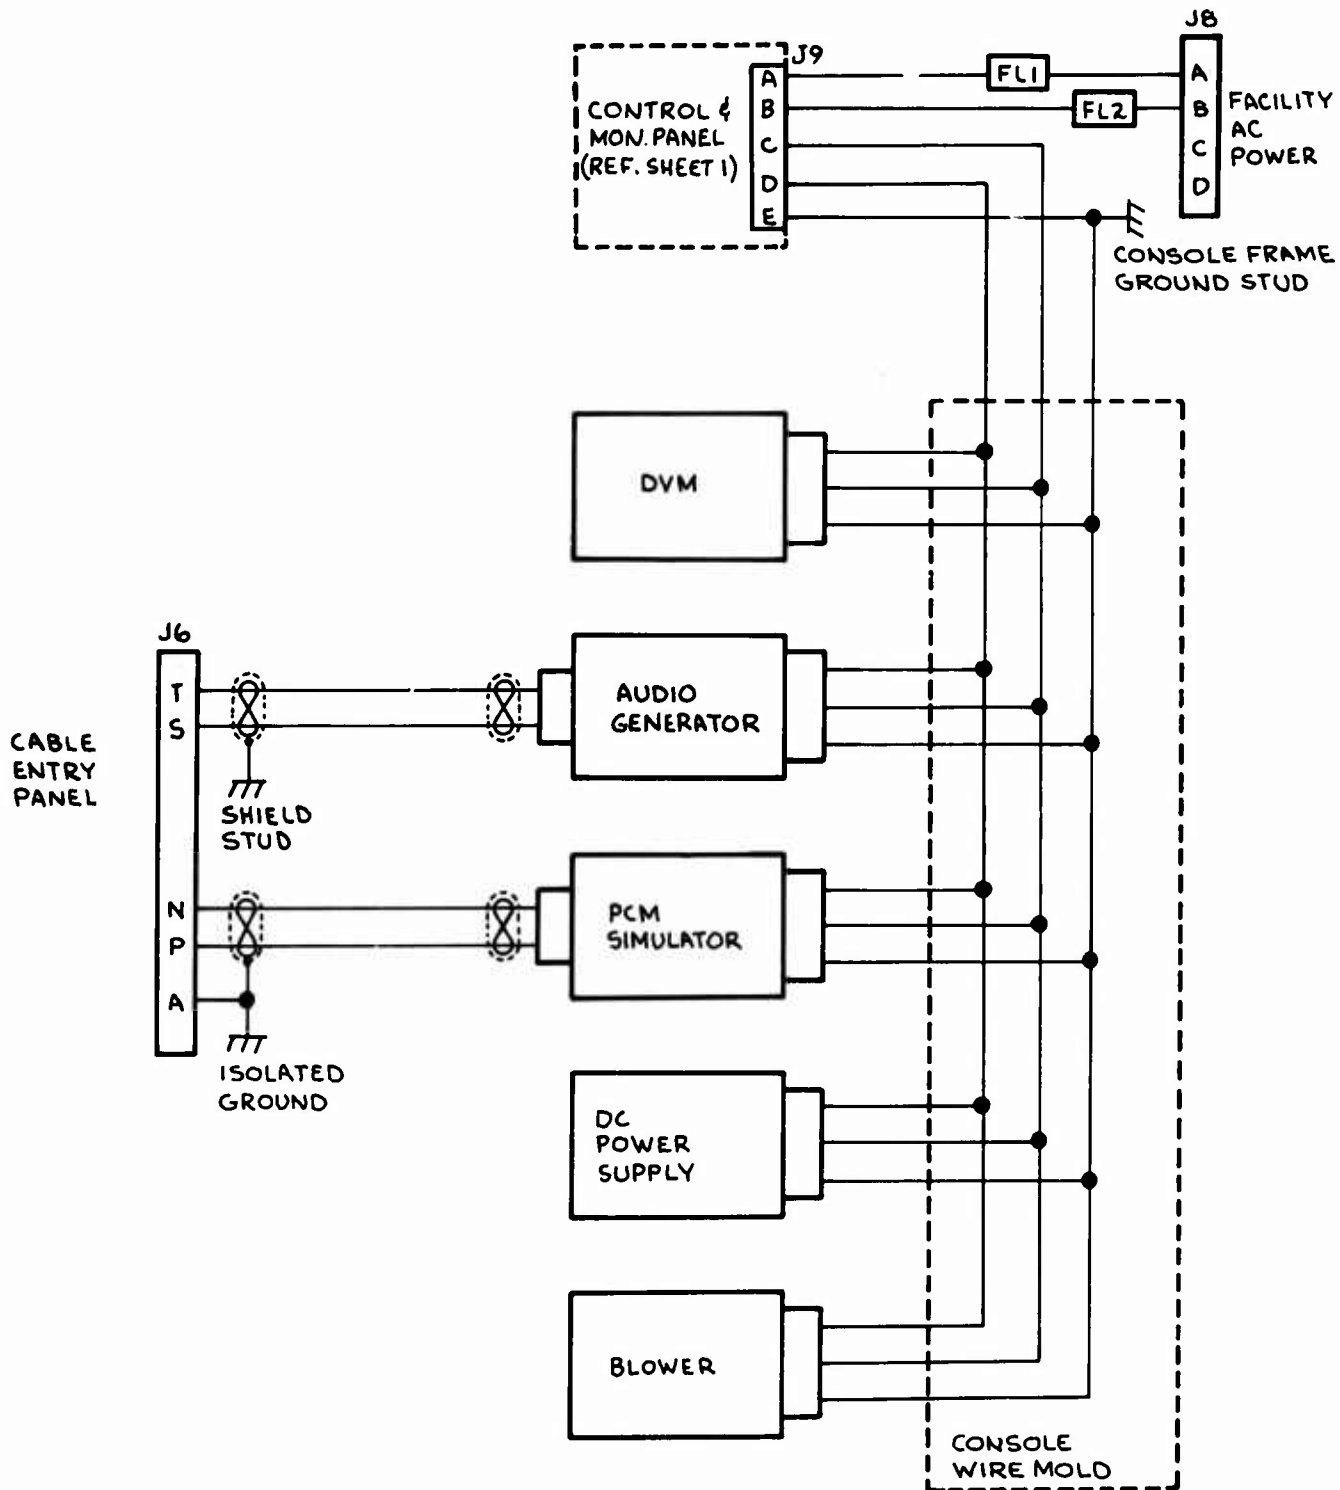 J8
J9
A
B
C
D
E
CONTROL &
MON. PANEL
(REF. SHEET 1)
FL1
FL2
A
B
C
D
FACILITY
AC
POWER
CONSOLE FRAME
GROUND STUD
DVM
J6
T
S
N
P
A
CABLE
ENTRY
PANEL
SHIELD
STUD
AUDIO
GENERATOR
PCM
SIMULATOR
ISOLATED
GROUND
DC
POWER
SUPPLY
BLOWER
CONSOLE
WIRE MOLD